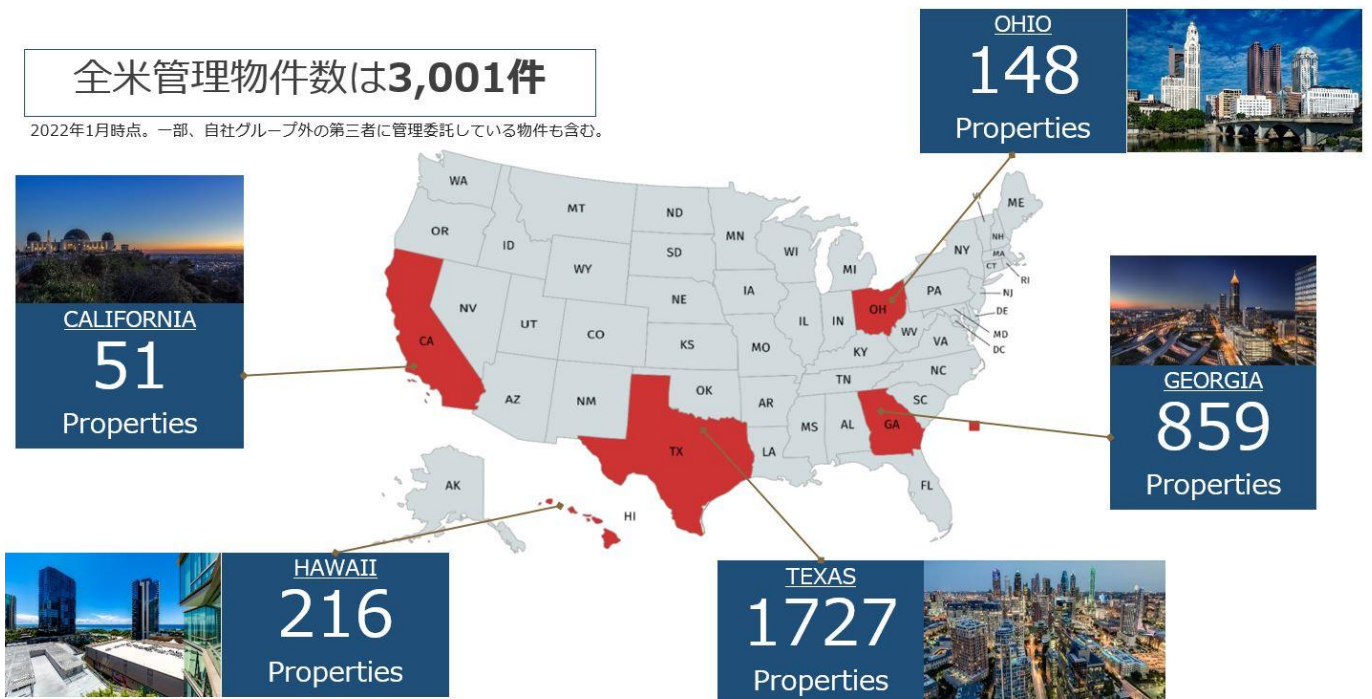 全米管理物件数は3,001件
2022年1月時点。一部、自社グループ外の第三者に管理委託している物件も含む。
OHIO
148
Properties
CALIFORNIA
51
Properties
GEORGIA
859
Properties
HAWAII
216
Properties
TEXAS
1727
Properties
WA
OR
CA
ID
NV
AZ
MT
WY
UT
CO
NM
ND
SD
NE
KS
OK
TX
MN
IA
MO
AR
LA
WI
IL
MS
MI
IN
KY
TN
AL
OH
WV
GA
FL
SC
NC
VA
PA
NY
VT
NH
ME
MA
CT
RI
NJ
DE
MD
DC
AK
HI